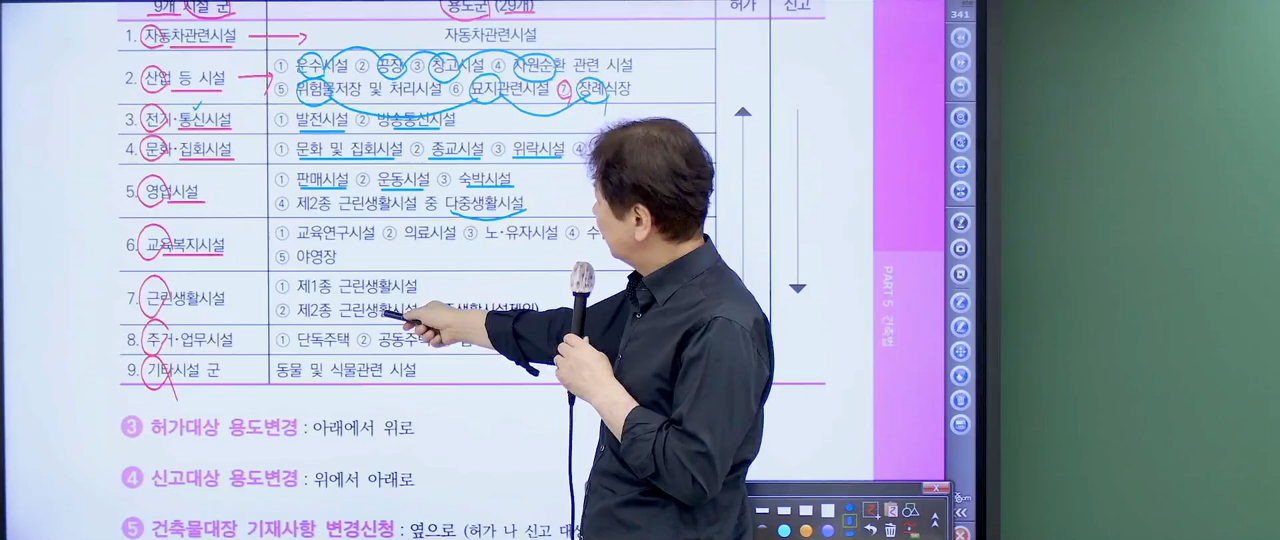 9개 시설 군 용도군 (29개) 허가 신고
341
1. 자동차관련시설 자동차관련시설
2. 산업 등 시설 ① 운수시설 ② 공장 ③ 창고시설 ④ 자원순환 관련 시설
⑤ 위험물저장 및 처리시설 ⑥ 묘지관련시설 ⑦ 장례식장
3. 전기·통신시설 ① 발전시설 ② 방송통신시설
4. 문화·집회시설 ① 문화 및 집회시설 ② 종교시설 ③ 위락시설 ④
5. 영업시설 ① 판매시설 ② 운동시설 ③ 숙박시설
④ 제2종 근린생활시설 중 다중생활시설
6. 교육복지시설 ① 교육연구시설 ② 의료시설 ③ 노·유자시설 ④ 수
⑤ 야영장
7. 근린생활시설 ① 제1종 근린생활시설
② 제2종 근린생활시설
8. 주거·업무시설 ① 단독주택 ② 공동주
9. 기타시설 군 동물 및 식물관련 시설
PART 5 건축법
③ 허가대상 용도변경 : 아래에서 위로
④ 신고대상 용도변경 : 위에서 아래로
⑤ 건축물대장 기재사항 변경신청 : 옆으로 (허가 나 신고 대상